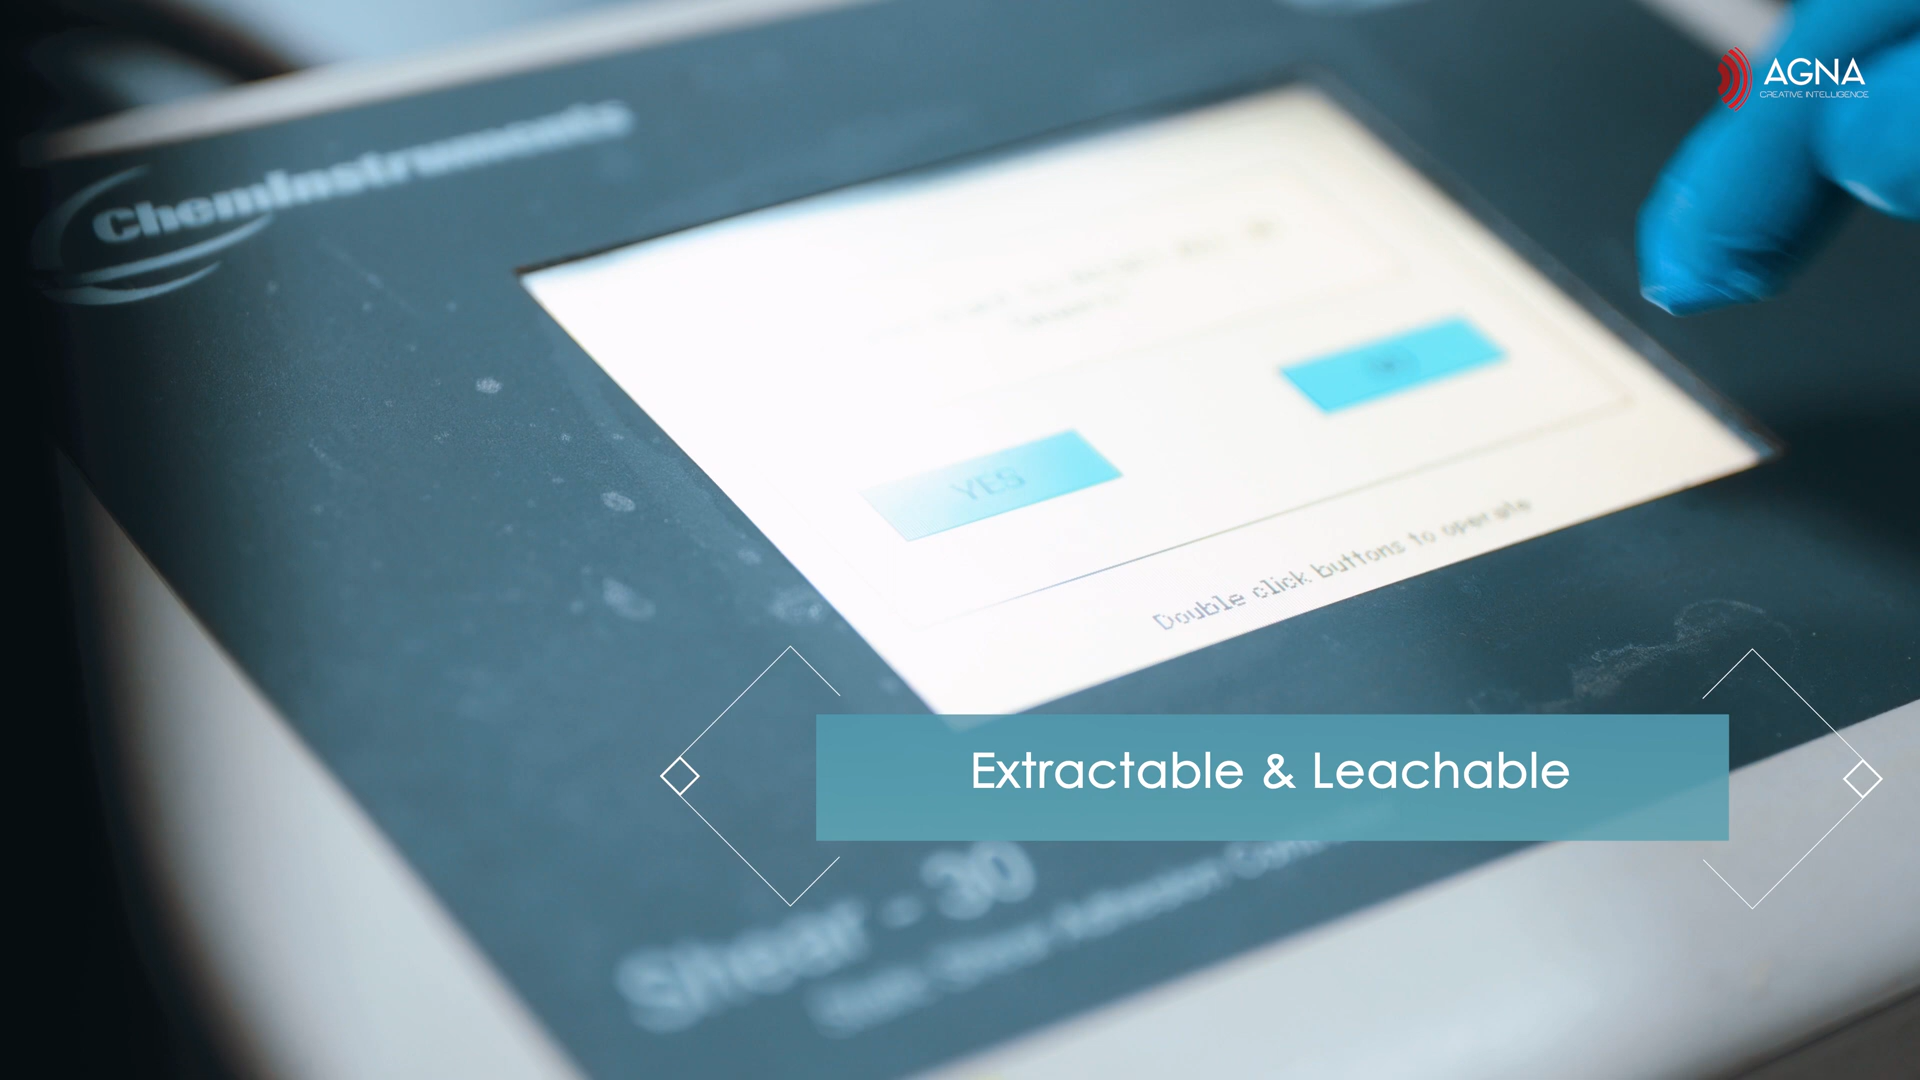 AGNA
CREATIVE INTELLIGENCE
ChemInstruments
YES
Double click buttons to operate
Extractable & Leachable
Shear - 30